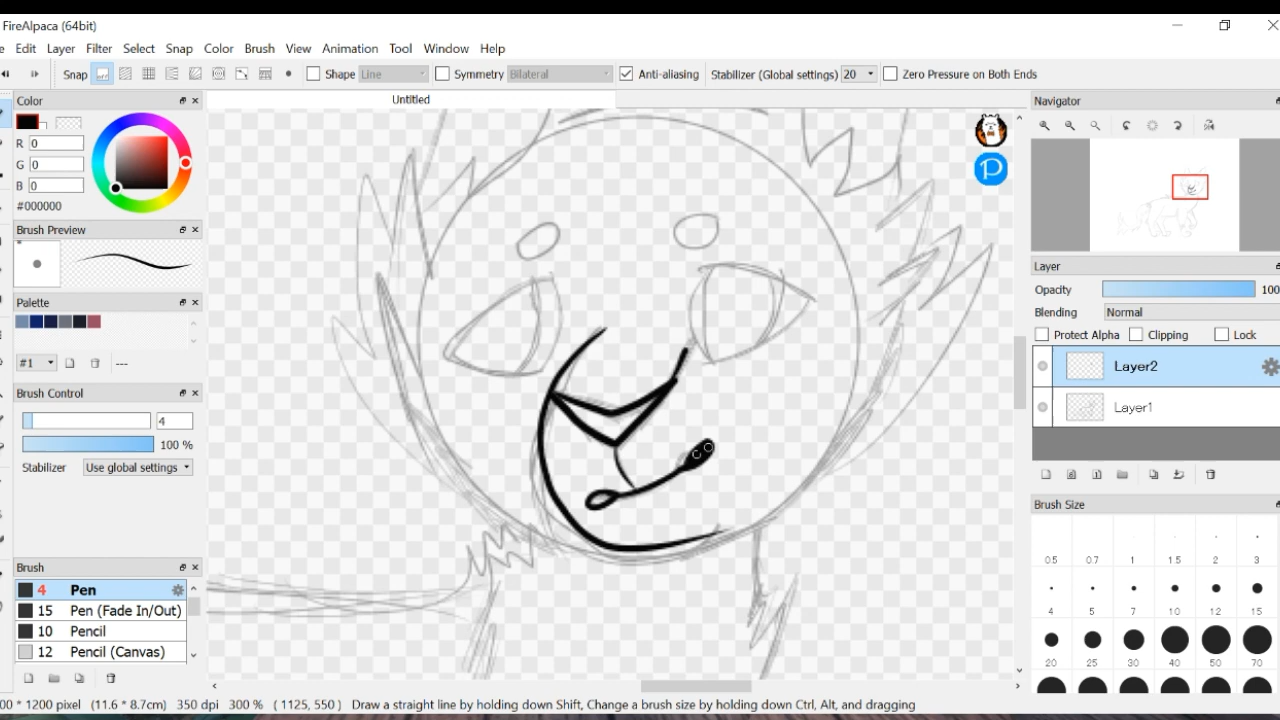 FireAlpaca (64bit)
e Edit Layer Filter Select Snap Color Brush View Animation Tool Window Help
Snap Shape Line Symmetry Bilateral Anti-aliasing Stabilizer (Global settings) 20 Zero Pressure on Both Ends
Color
Untitled
Navigator
R 0
G 0
B 0
#000000
Brush Preview
Layer
Opacity 100
Blending Normal
Protect Alpha Clipping Lock
Palette
#1 ---
Layer2
Layer1
Brush Control
4
100 %
Stabilizer Use global settings
Brush Size
0.5 0.7 1 1.5 2 3
4 5 7 10 12 15
20 25 30 40 50 70
Brush
4 Pen
15 Pen (Fade In/Out)
10 Pencil
12 Pencil (Canvas)
00 * 1200 pixel (11.6 * 8.7cm) 350 dpi 300 % ( 1125, 550 ) Draw a straight line by holding down Shift, Change a brush size by holding down Ctrl, Alt, and dragging